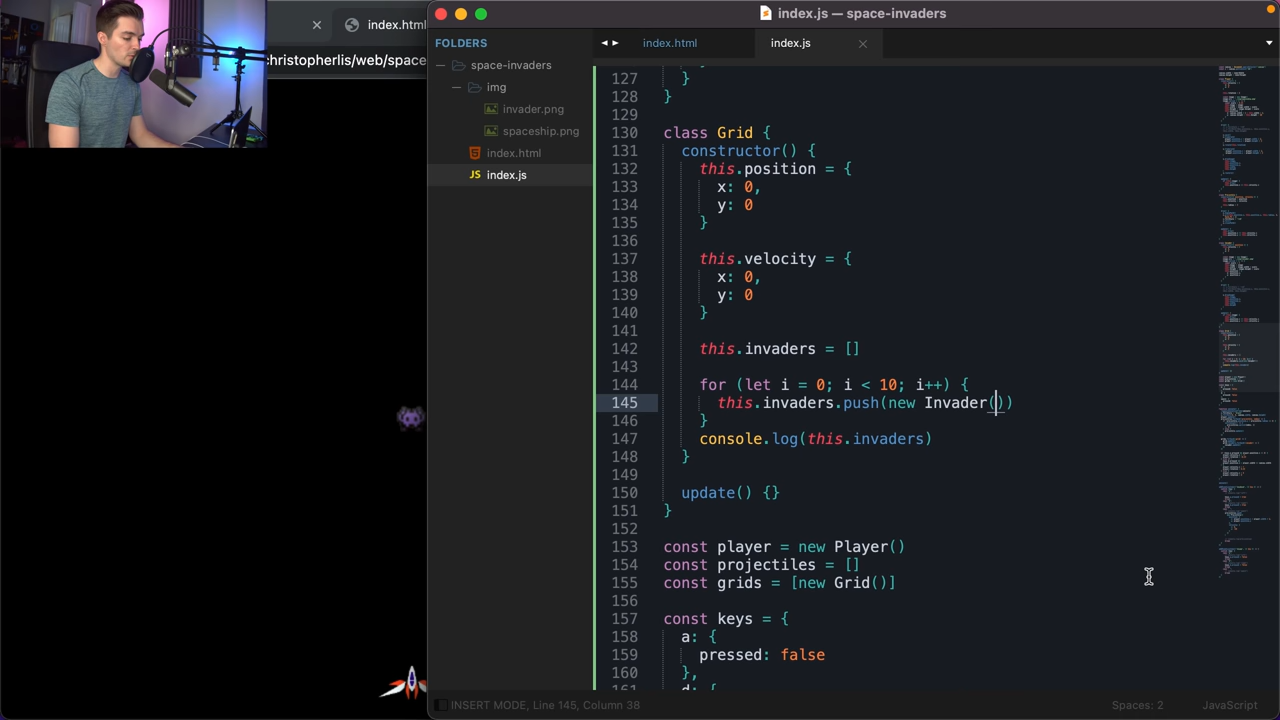 index.js — space-invaders
index.html
christopherlis/web/space
FOLDERS
space-invaders
img
invader.png
spaceship.png
index.html
JS index.js
index.html
index.js
127 }
128 }
129
130 class Grid {
131 constructor() {
132 this.position = {
133 x: 0,
134 y: 0
135 }
136
137 this.velocity = {
138 x: 0,
139 y: 0
140 }
141
142 this.invaders = []
143
144 for (let i = 0; i < 10; i++) {
145 this.invaders.push(new Invader())
146 }
147 console.log(this.invaders)
148 }
149
150 update() {}
151 }
152
153 const player = new Player()
154 const projectiles = []
155 const grids = [new Grid()]
156
157 const keys = {
158 a: {
159 pressed: false
160 },
161 d: {
INSERT MODE, Line 145, Column 38
Spaces: 2
JavaScript